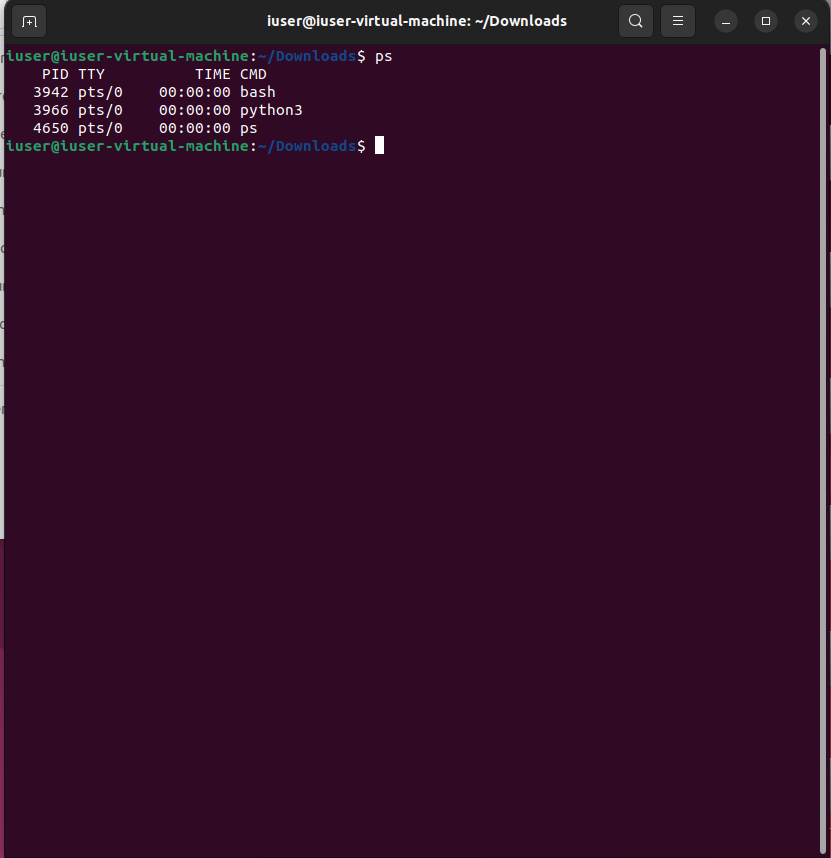 iuser@iuser-virtual-machine: ~/Downloads
iuser@iuser-virtual-machine:~/Downloads$ ps
    PID TTY          TIME CMD
   3942 pts/0    00:00:00 bash
   3966 pts/0    00:00:00 python3
   4650 pts/0    00:00:00 ps
iuser@iuser-virtual-machine:~/Downloads$